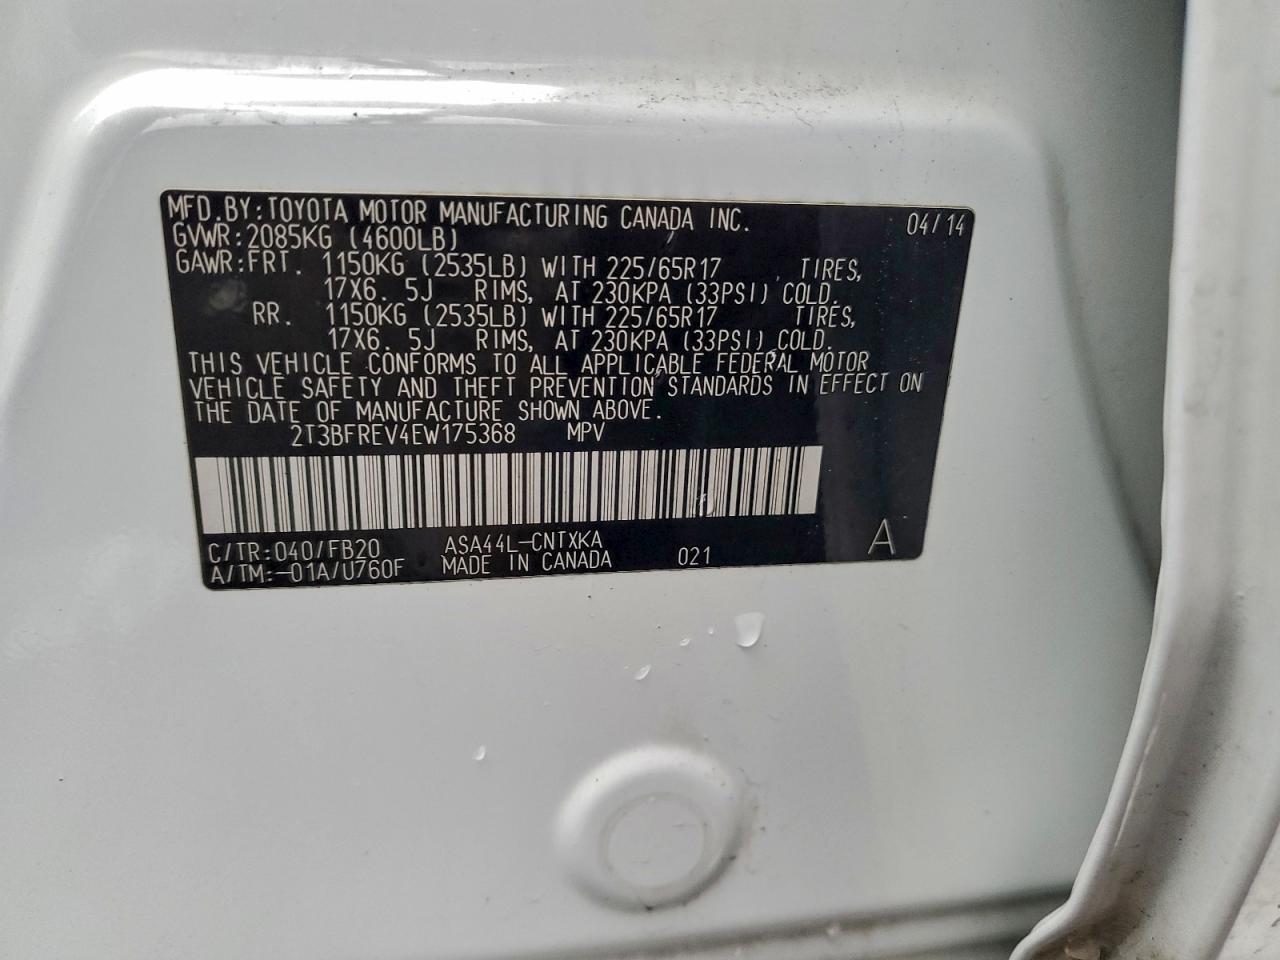 MFD.BY:TOYOTA MOTOR MANUFACTURING CANADA INC. 04/14
GVWR:2085KG (4600LB)
GAWR:FRT. 1150KG (2535LB) WITH 225/65R17 TIRES,
17X6. 5J RIMS, AT 230KPA (33PSI) COLD.
RR. 1150KG (2535LB) WITH 225/65R17 TIRES,
17X6. 5J RIMS, AT 230KPA (33PSI) COLD.
THIS VEHICLE CONFORMS TO ALL APPLICABLE FEDERAL MOTOR
VEHICLE SAFETY AND THEFT PREVENTION STANDARDS IN EFFECT ON
THE DATE OF MANUFACTURE SHOWN ABOVE.
2T3BFREV4EW175368 MPV
C/TR:040/FB20 ASA44L-CNTXKA A
A/TM:-01A/U760F MADE IN CANADA 021